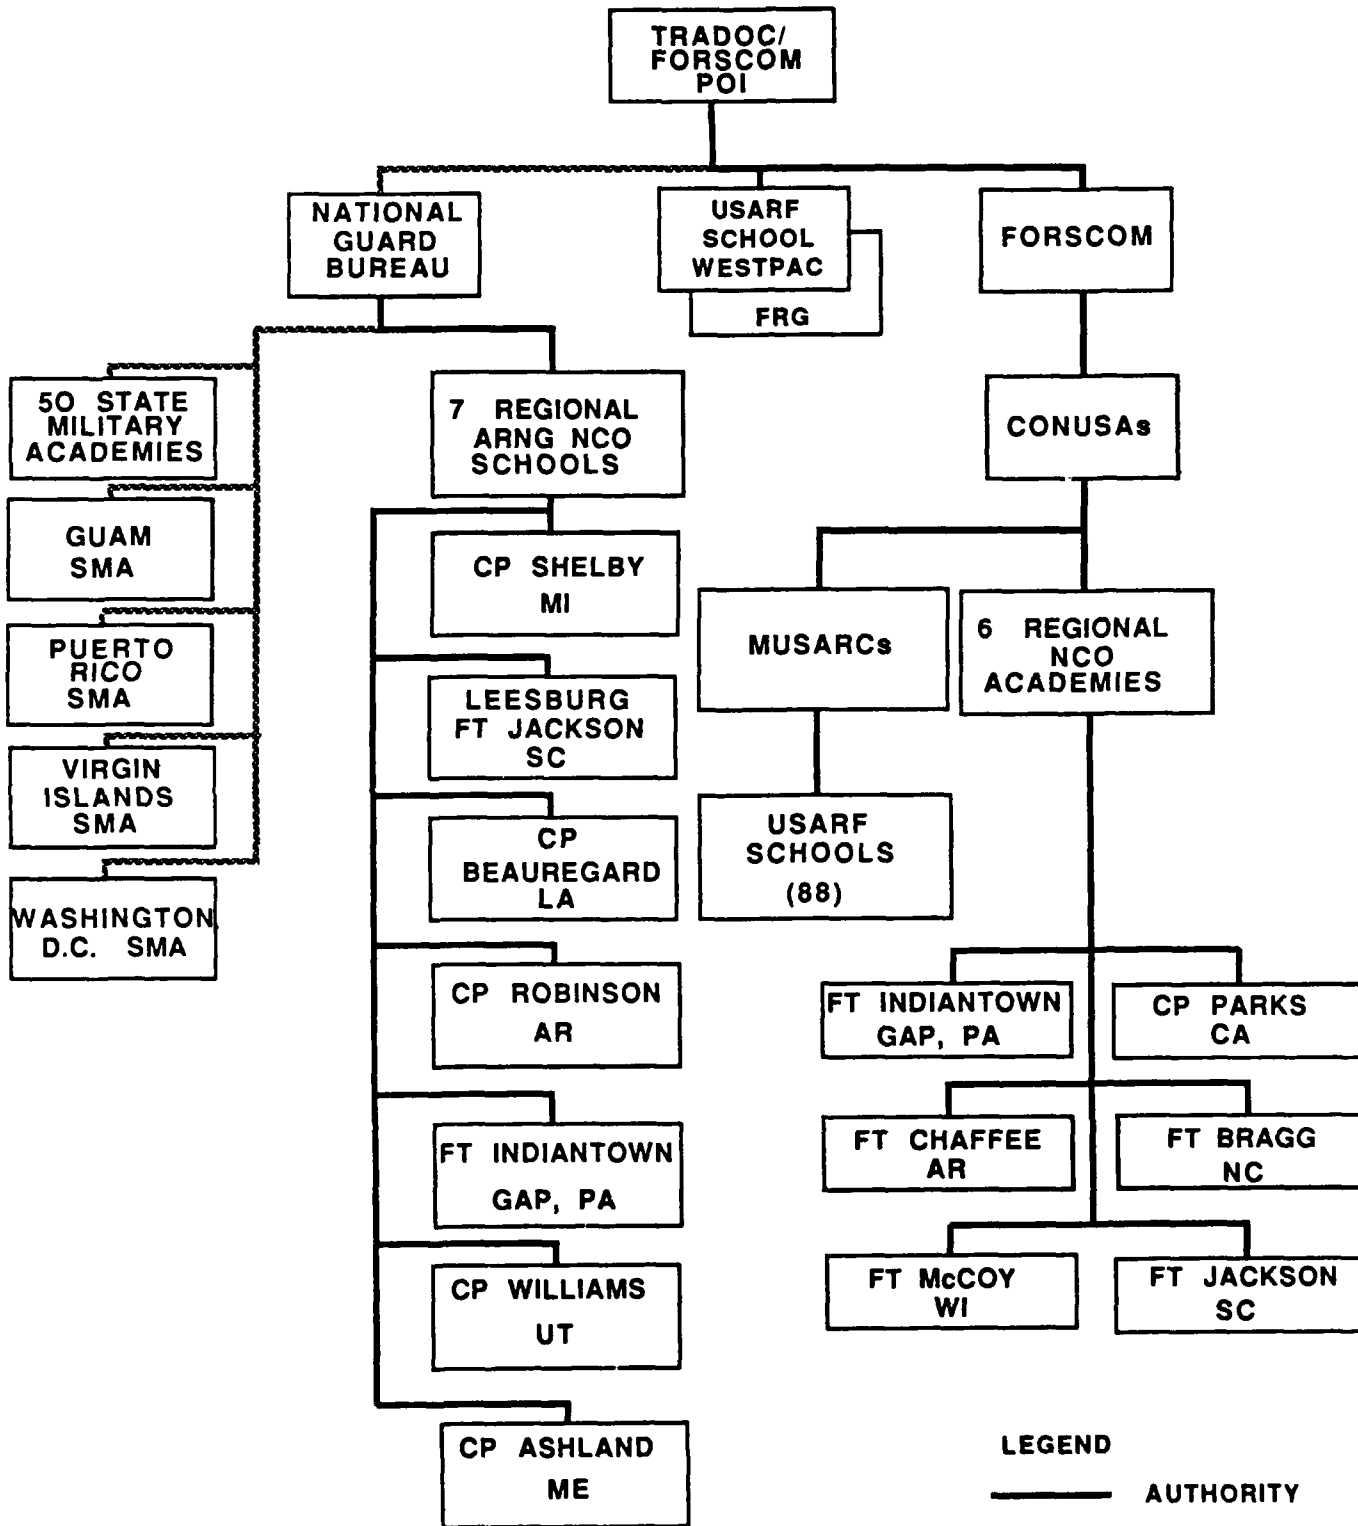 TRADOC/
FORSCOM
POI
NATIONAL
GUARD
BUREAU
USARF
SCHOOL
WESTPAC
FRG
FORSCOM
50 STATE
MILITARY
ACADEMIES
GUAM
SMA
PUERTO
RICO
SMA
VIRGIN
ISLANDS
SMA
WASHINGTON
D.C. SMA
7 REGIONAL
ARNG NCO
SCHOOLS
CP SHELBY
MI
LEESBURG
FT JACKSON
SC
CP
BEAUREGARD
LA
CP ROBINSON
AR
FT INDIANTOWN
GAP, PA
CP WILLIAMS
UT
CP ASHLAND
ME
CONUSAs
MUSARCs
USARF
SCHOOLS
(88)
6 REGIONAL
NCO
ACADEMIES
FT INDIANTOWN
GAP, PA
CP PARKS
CA
FT CHAFFEE
AR
FT BRAGG
NC
FT McCOY
WI
FT JACKSON
SC
LEGEND
AUTHORITY